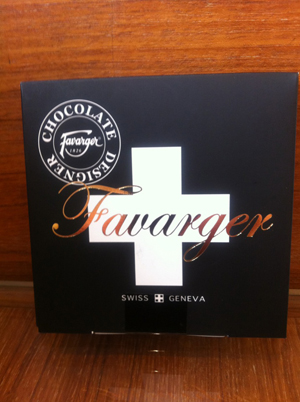 CHOCOLATE DESIGNER
Favarger
1826
Favarger
SWISS GENEVA